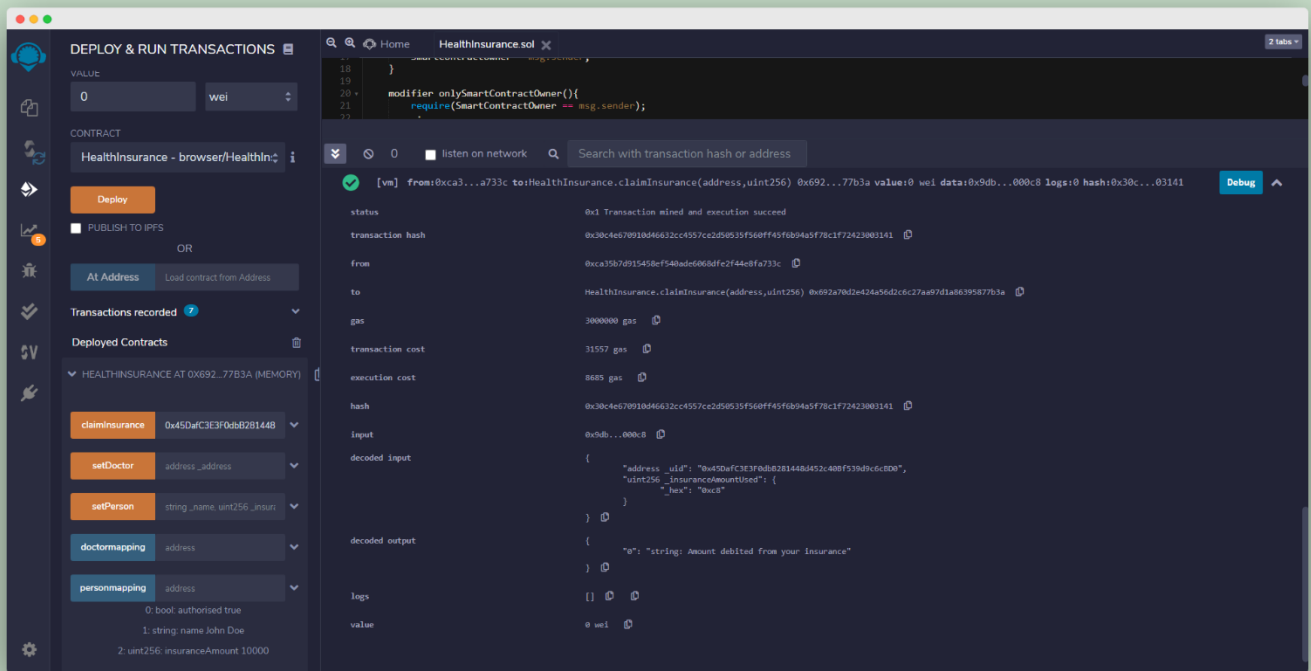 DEPLOY & RUN TRANSACTIONS
VALUE
0 wei
CONTRACT
HealthInsurance - browser/HealthIn: i
Deploy
PUBLISH TO IPFS
OR
At Address Load contract from Address
Transactions recorded 7
Deployed Contracts
HEALTHINSURANCE AT 0X692...77B3A (MEMORY)
claimInsurance 0x45DafC3E3F0dbB281448
setDoctor address _address
setPerson string _name, uint256 _insura
doctormapping address
personmapping address
0: bool: authorised true
1: string: name John Doe
2: uint256: insuranceAmount 10000
5
Home HealthInsurance.sol 2 tabs
17 SmartContractOwner = msg.sender;
18 }
19
20 modifier onlySmartContractOwner(){
21 require(SmartContractOwner == msg.sender);
22
0 listen on network Search with transaction hash or address
[vm] from:0xca3...a733c to:HealthInsurance.claimInsurance(address,uint256) 0x692...77b3a value:0 wei data:0x9db...000c8 logs:0 hash:0x30c...03141 Debug
status 0x1 Transaction mined and execution succeed
transaction hash 0x30c4e670910d46632cc4557ce2d50535f560ff45f6b94a5f78c1f72423003141
from 0xca35b7d915458ef540ade6068dfe2f44e8fa733c
to HealthInsurance.claimInsurance(address,uint256) 0x692a70d2e424a56d2c6c27aa97d1a86395877b3a
gas 3000000 gas
transaction cost 31557 gas
execution cost 8685 gas
hash 0x30c4e670910d46632cc4557ce2d50535f560ff45f6b94a5f78c1f72423003141
input 0x9db...000c8
decoded input {
"address _uid": "0x45DafC3E3F0dbB281448d452c40Bf539d9c6c8D0",
"uint256 _insuranceAmountUsed": {
"_hex": "0xc8"
}
}
decoded output {
"0": "string: Amount debited from your insurance"
}
logs []
value 0 wei